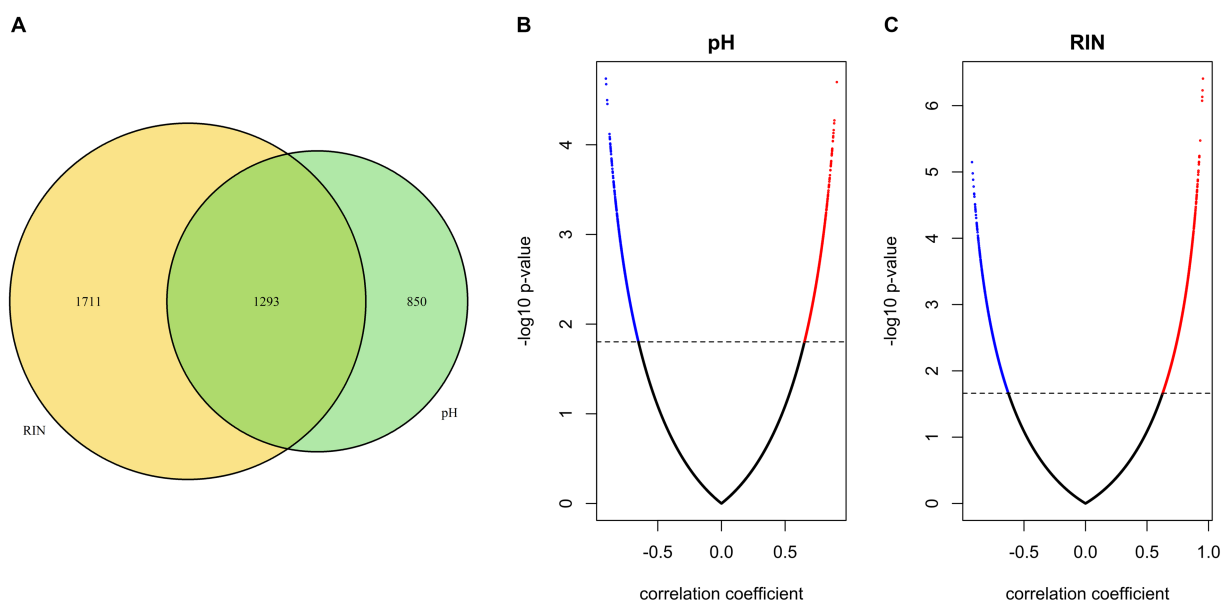 A
1711
1293
850
RIN
pH
B
pH
-log10 p-value
0
1
2
3
4
-0.5
0.0
0.5
correlation coefficient
C
RIN
-log10 p-value
0
1
2
3
4
5
6
-0.5
0.0
0.5
1.0
correlation coefficient